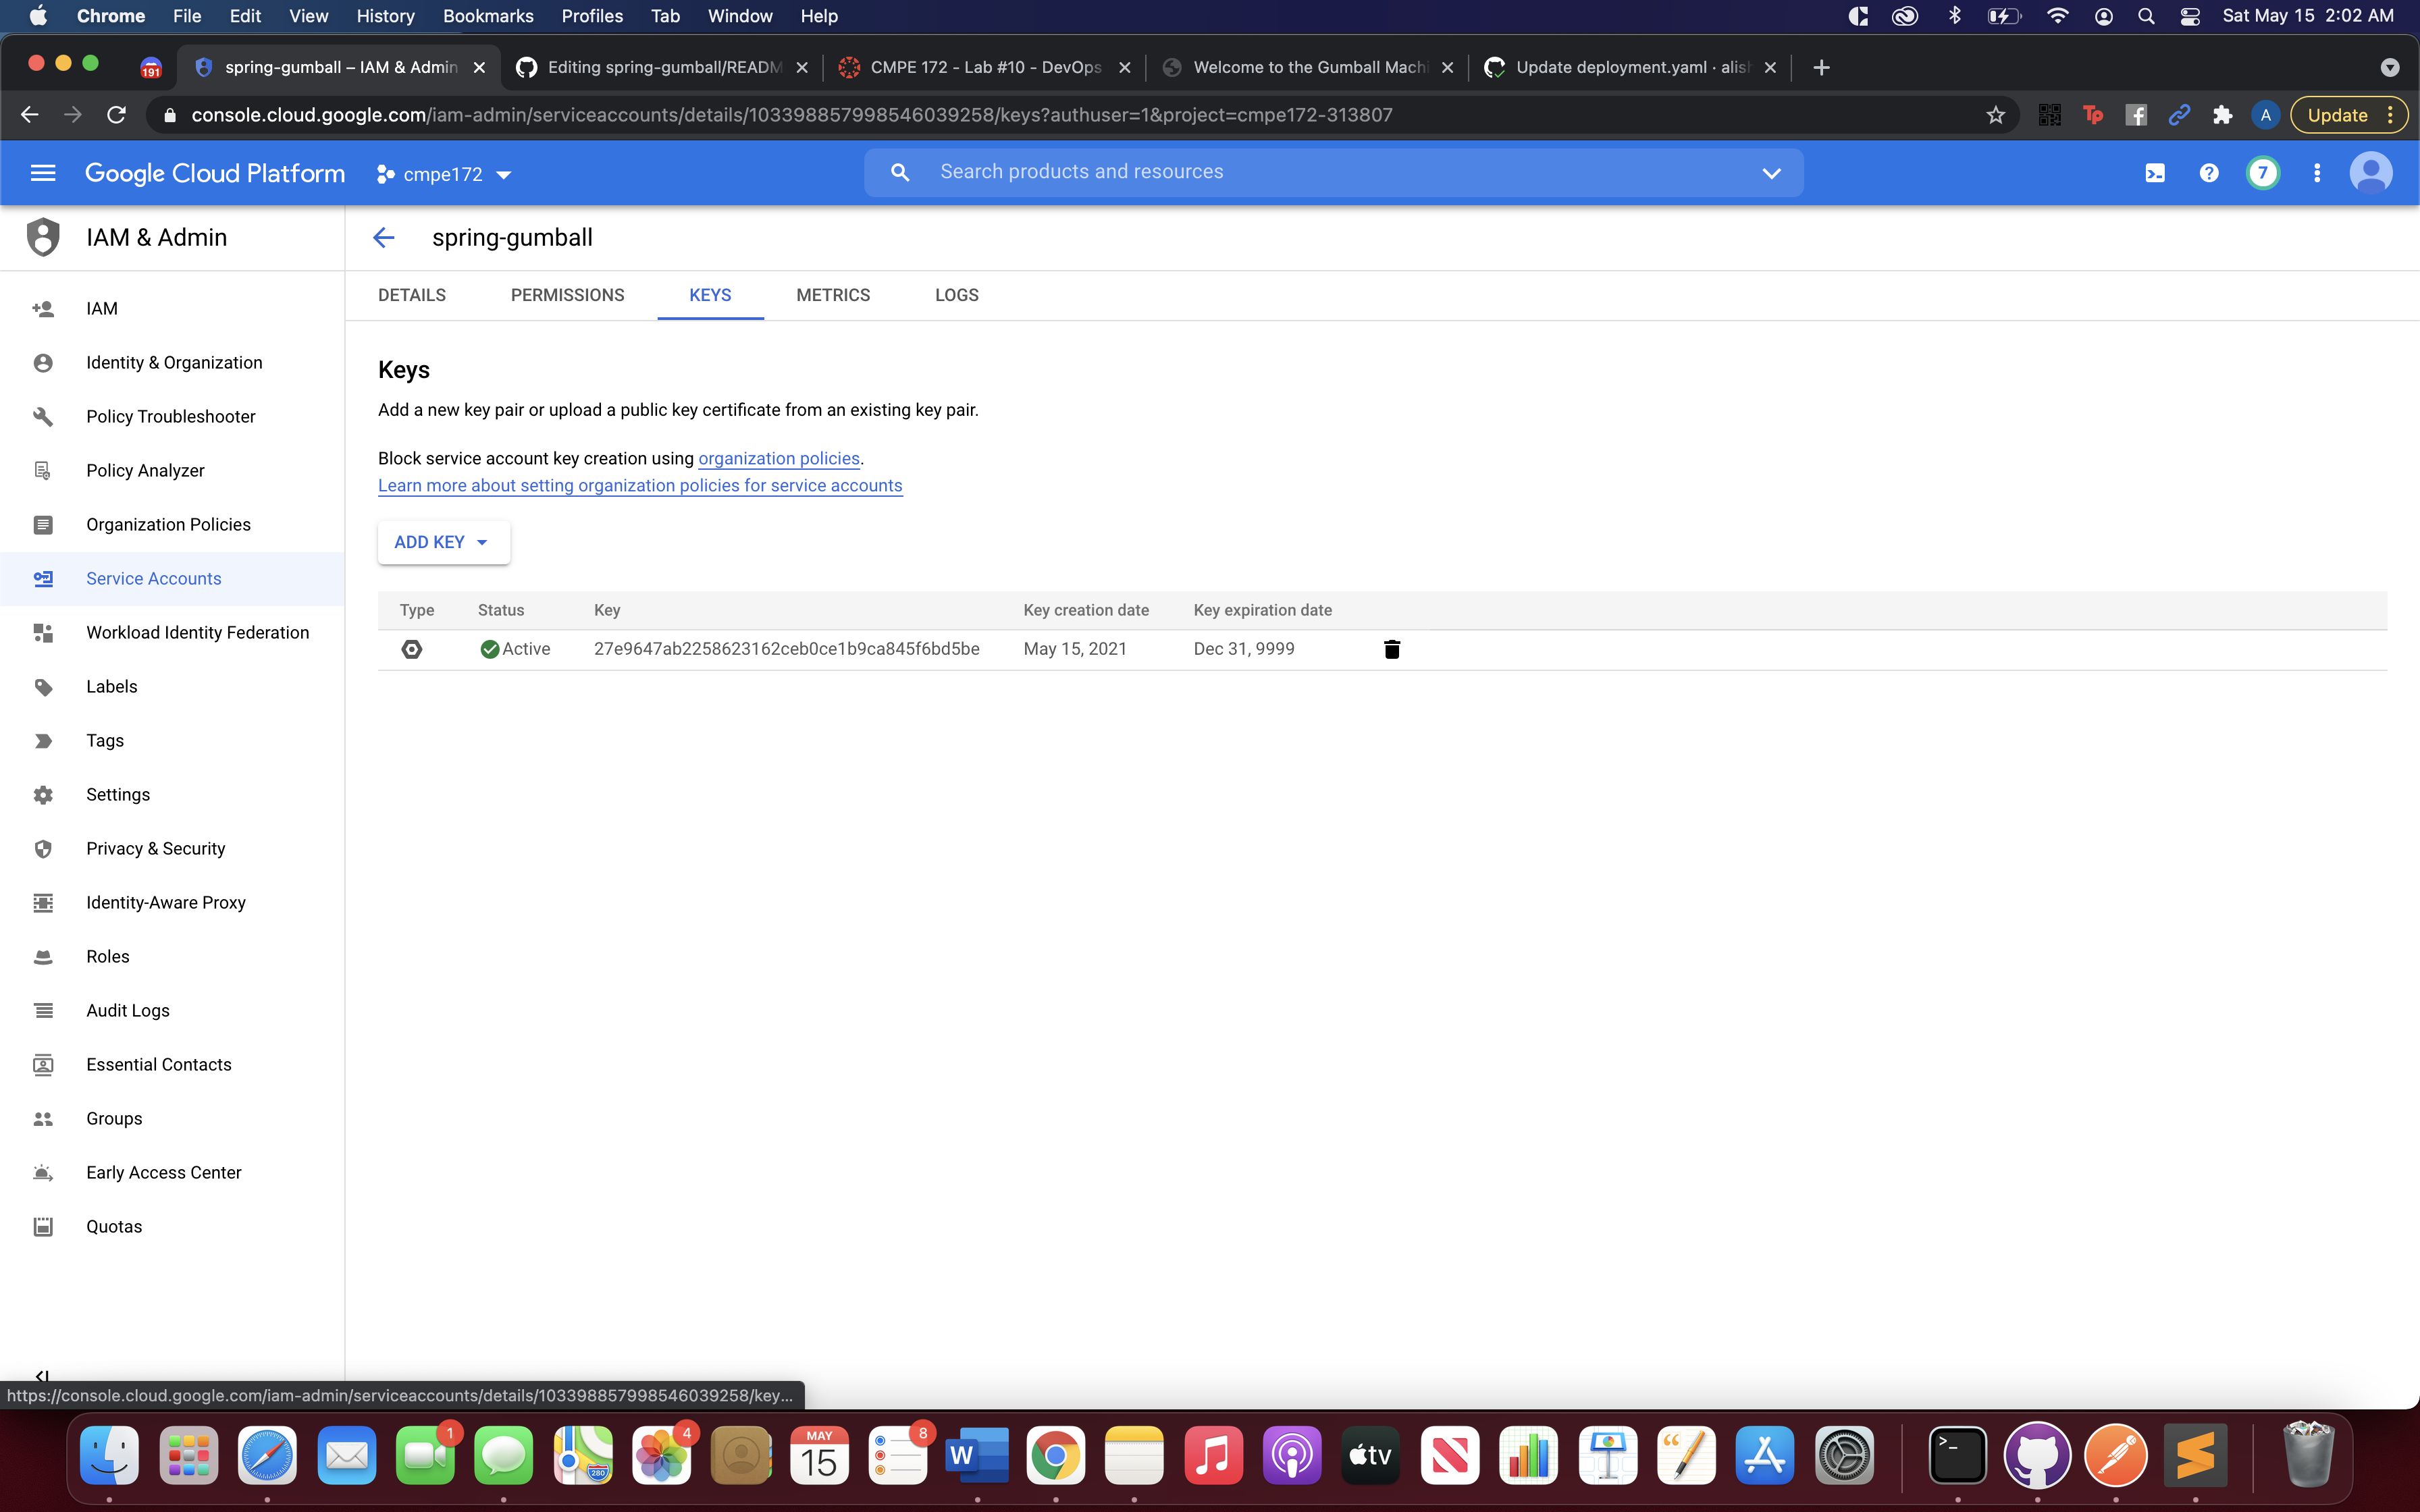 Chrome File Edit View History Bookmarks Profiles Tab Window Help Sat May 15 2:02 AM
191 spring-gumball – IAM & Admin Editing spring-gumball/READM CMPE 172 - Lab #10 - DevOps Welcome to the Gumball Machi Update deployment.yaml · alish
console.cloud.google.com/iam-admin/serviceaccounts/details/103398857998546039258/keys?authuser=1&project=cmpe172-313807 Tp A Update
Google Cloud Platform cmpe172 Search products and resources 7
IAM & Admin
spring-gumball
DETAILS PERMISSIONS KEYS METRICS LOGS
IAM
Identity & Organization
Policy Troubleshooter
Policy Analyzer
Organization Policies
Service Accounts
Workload Identity Federation
Labels
Tags
Settings
Privacy & Security
Identity-Aware Proxy
Roles
Audit Logs
Essential Contacts
Groups
Early Access Center
Quotas
Keys
Add a new key pair or upload a public key certificate from an existing key pair.
Block service account key creation using organization policies.
Learn more about setting organization policies for service accounts
ADD KEY
Type Status Key Key creation date Key expiration date
Active 27e9647ab2258623162ceb0ce1b9ca845f6bd5be May 15, 2021 Dec 31, 9999
https://console.cloud.google.com/iam-admin/serviceaccounts/details/103398857998546039258/key...
1 280 4 MAY 15 8 W tv